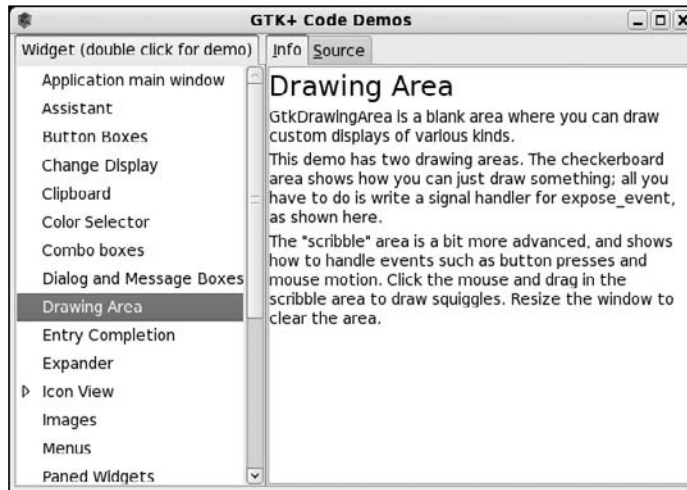 GTK+ Code Demos
Widget (double click for demo)
Application main window
Assistant
Button Boxes
Change Display
Clipboard
Color Selector
Combo boxes
Dialog and Message Boxes
Drawing Area
Entry Completion
Expander
Icon View
Images
Menus
Paned Widgets
Info Source
Drawing Area
GtkDrawingArea is a blank area where you can draw
custom displays of various kinds.
This demo has two drawing areas. The checkerboard
area shows how you can just draw something; all you
have to do is write a signal handler for expose_event,
as shown here.
The "scribble" area is a bit more advanced, and shows
how to handle events such as button presses and
mouse motion. Click the mouse and drag in the
scribble area to draw squiggles. Resize the window to
clear the area.